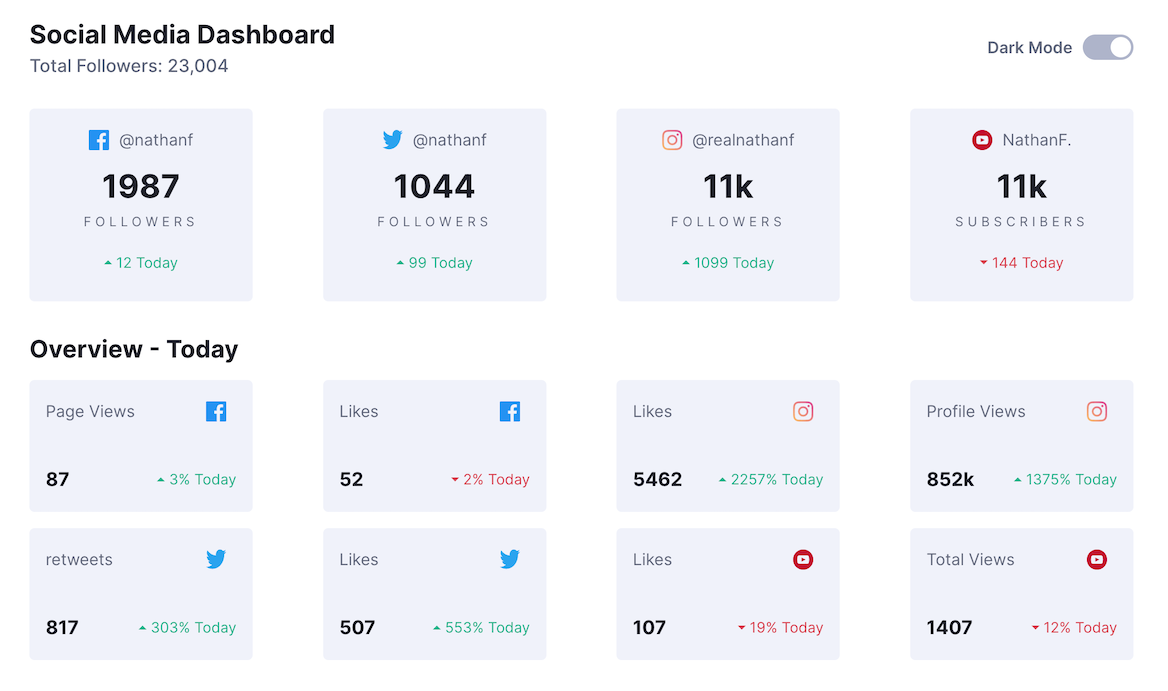 Social Media Dashboard
Total Followers: 23,004
Dark Mode
@nathanf
1987
FOLLOWERS
12 Today
@nathanf
1044
FOLLOWERS
99 Today
@realnathanf
11k
FOLLOWERS
1099 Today
NathanF.
11k
SUBSCRIBERS
144 Today
Overview - Today
Page Views
87
3% Today
Likes
52
2% Today
Likes
5462
2257% Today
Profile Views
852k
1375% Today
retweets
817
303% Today
Likes
507
553% Today
Likes
107
19% Today
Total Views
1407
12% Today